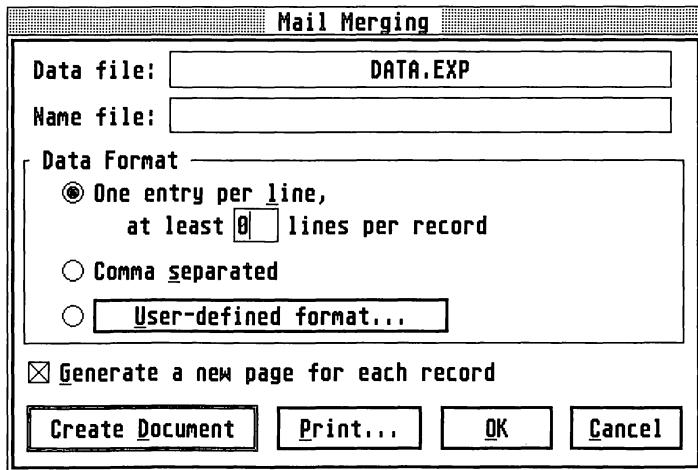 Mail Merging
Data file: DATA.EXP
Name file:
Data Format
One entry per line,
at least 0 lines per record
Comma separated
User-defined format...
Generate a new page for each record
Create Document Print... OK Cancel